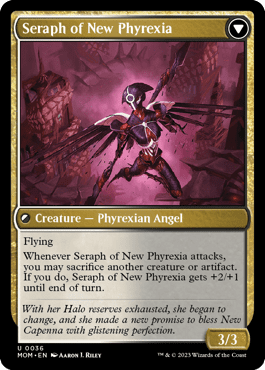 Seraph of New Phyrexia
Creature — Phyrexian Angel
Flying
Whenever Seraph of New Phyrexia attacks,
you may sacrifice another creature or artifact.
If you do, Seraph of New Phyrexia gets +2/+1
until end of turn.
With her Halo reserves exhausted, she began
to change, and she made a new promise to bless New
Capenna with glistening perfection.
3/3
U 0036
MOM • EN AARON J. RILEY
™ & © 2023 Wizards of the Coast